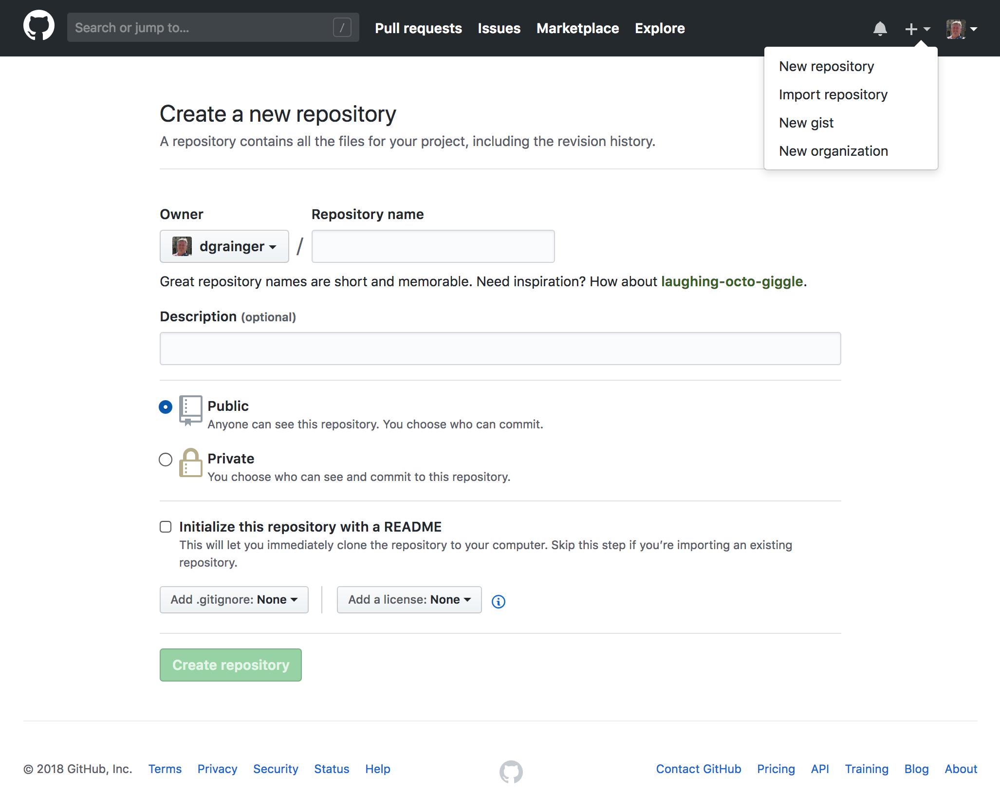 Search or jump to...
/
Pull requests Issues Marketplace Explore
New repository
Import repository
New gist
New organization
Create a new repository
A repository contains all the files for your project, including the revision history.
Owner
Repository name
dgrainger
/
Great repository names are short and memorable. Need inspiration? How about laughing-octo-giggle.
Description (optional)
Public
Anyone can see this repository. You choose who can commit.
Private
You choose who can see and commit to this repository.
Initialize this repository with a README
This will let you immediately clone the repository to your computer. Skip this step if you’re importing an existing
repository.
Add .gitignore: None
Add a license: None
Create repository
© 2018 GitHub, Inc. Terms Privacy Security Status Help
Contact GitHub Pricing API Training Blog About